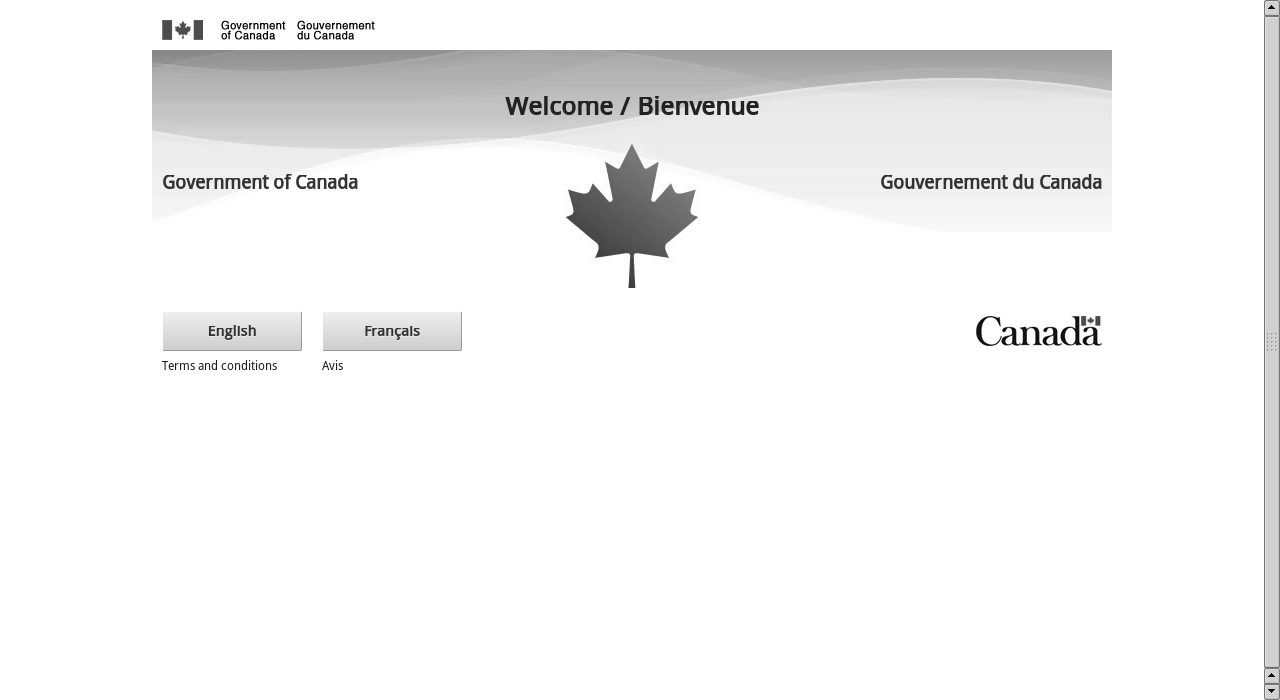 Government of Canada
Gouvernement du Canada
Welcome / Bienvenue
Government of Canada
Gouvernement du Canada
English
Français
Canada
Terms and conditions
Avis